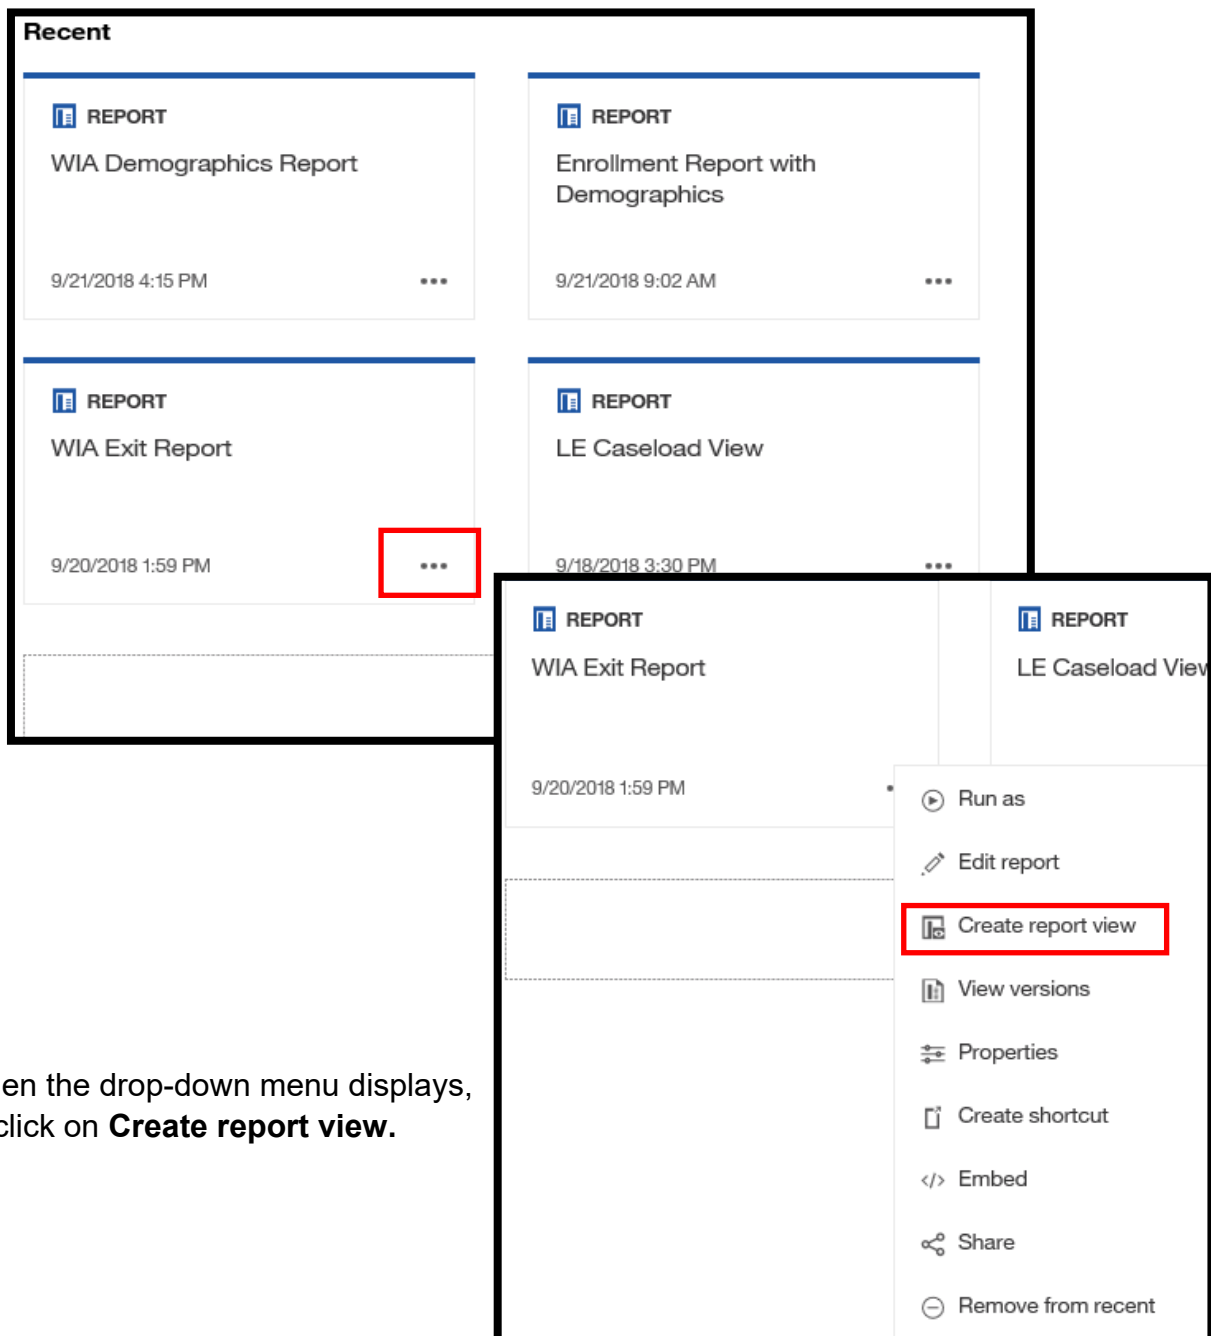 Recent
REPORT
WIA Demographics Report
9/21/2018 4:15 PM
REPORT
Enrollment Report with
Demographics
9/21/2018 9:02 AM
REPORT
WIA Exit Report
9/20/2018 1:59 PM
REPORT
LE Caseload View
9/18/2018 3:30 PM
REPORT
WIA Exit Report
9/20/2018 1:59 PM
REPORT
LE Caseload View
Run as
Edit report
Create report view
View versions
Properties
Create shortcut
Embed
Share
Remove from recent
en the drop-down menu displays,
click on Create report view.